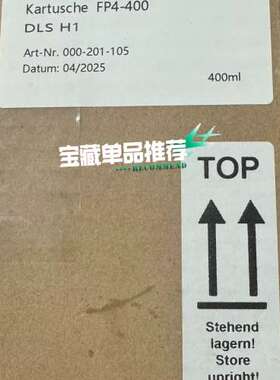 Kartusche FP4-400
DLS H1
Art-Nr. 000-201-105
Datum: 04/2025
400ml
宝藏单品推荐
RECOMMEND
TOP
Stehend
lagern!
Store
upright!